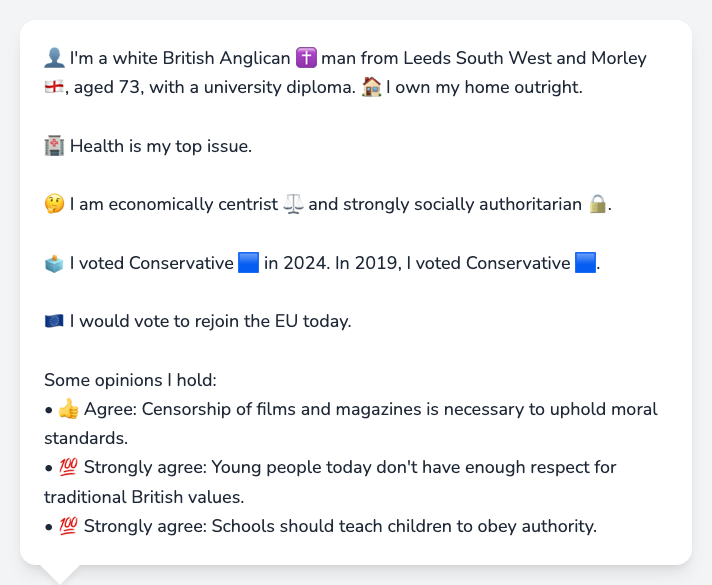 👤 I'm a white British Anglican ✝️ man from Leeds South West and Morley
🏴󠁧󠁢󠁥󠁮󠁧󠁿, aged 73, with a university diploma. 🏠 I own my home outright.
🏥 Health is my top issue.
🤔 I am economically centrist ⚖️ and strongly socially authoritarian 🔒.
🗳️ I voted Conservative 🟦 in 2024. In 2019, I voted Conservative 🟦.
🇪🇺 I would vote to rejoin the EU today.
Some opinions I hold:
• 👍 Agree: Censorship of films and magazines is necessary to uphold moral
standards.
• 💯 Strongly agree: Young people today don't have enough respect for
traditional British values.
• 💯 Strongly agree: Schools should teach children to obey authority.